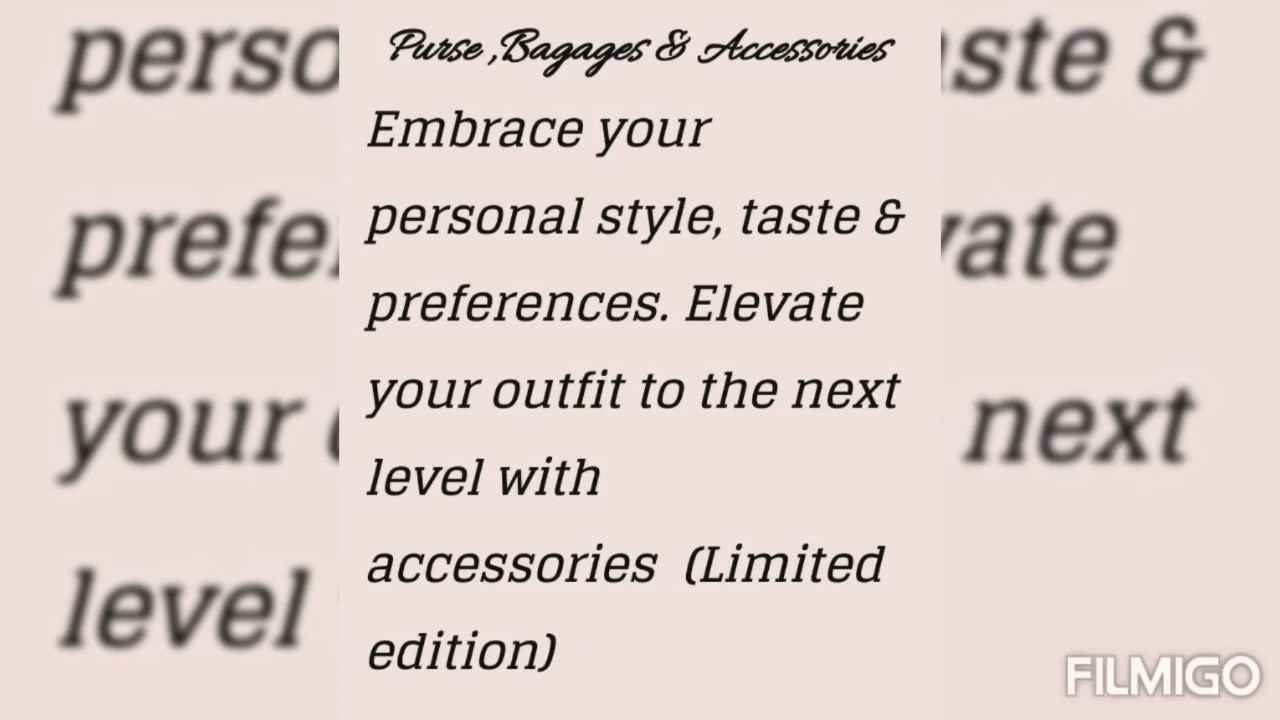 Purse ,Bagages & Accessories
Embrace your
personal style, taste &
preferences. Elevate
your outfit to the next
level with
accessories  (Limited
edition)
FILMIGO